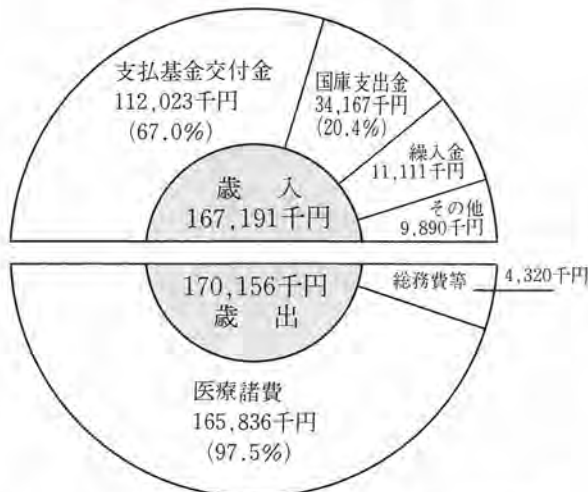 支払基金交付金
112,023千円
(67.0%)
国庫支出金
34,167千円
(20.4%)
繰入金
11,111千円
その他
9,890千円
歳 入
167,191千円
170,156千円
歳 出
総務費等
4,320千円
医療諸費
165,836千円
(97.5%)